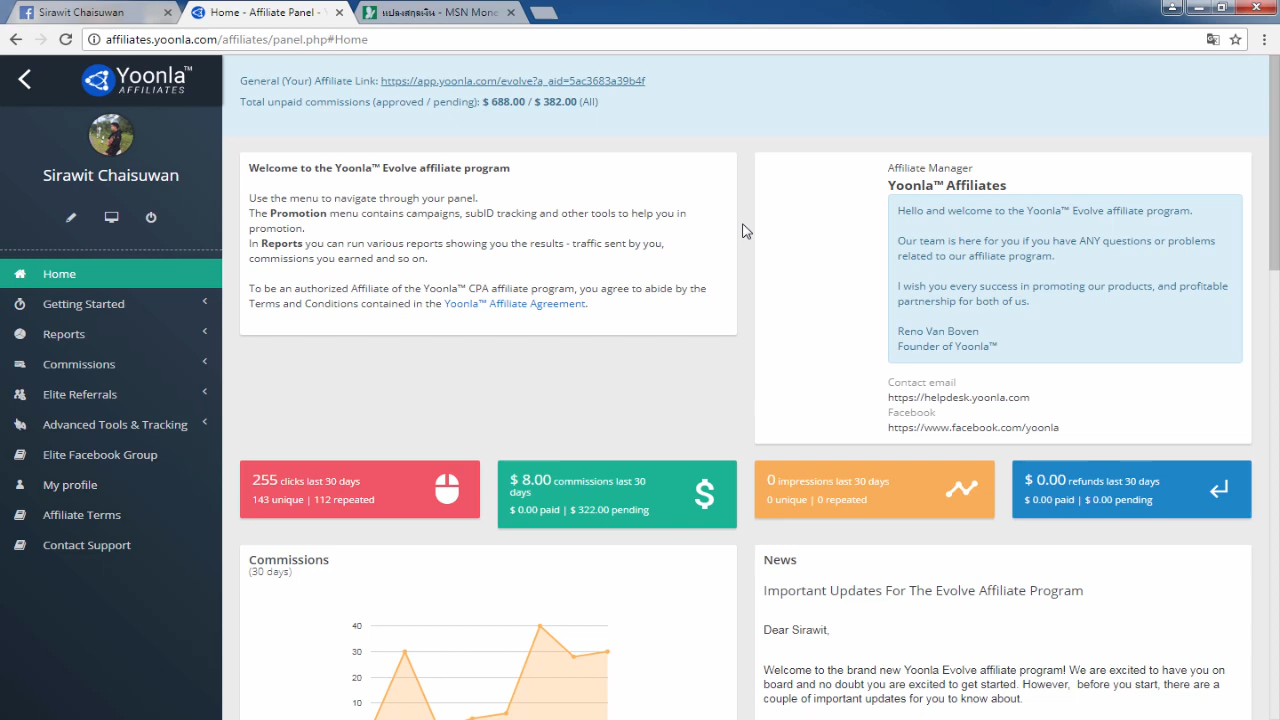 Sirawit Chaisuwan
Home - Affiliate Panel -
แปลงสกุลเงิน - MSN Mone
affiliates.yoonla.com/affiliates/panel.php#Home
Yoonla™
AFFILIATES
Sirawit Chaisuwan
Home
Getting Started
Reports
Commissions
Elite Referrals
Advanced Tools & Tracking
Elite Facebook Group
My profile
Affiliate Terms
Contact Support
General (Your) Affiliate Link: https://app.yoonla.com/evolve?a_aid=5ac3683a39b4f
Total unpaid commissions (approved / pending): $ 688.00 / $ 382.00 (All)
Welcome to the Yoonla™ Evolve affiliate program
Use the menu to navigate through your panel.
The Promotion menu contains campaigns, subID tracking and other tools to help you in
promotion.
In Reports you can run various reports showing you the results - traffic sent by you,
commissions you earned and so on.
To be an authorized Affiliate of the Yoonla™ CPA affiliate program, you agree to abide by the
Terms and Conditions contained in the Yoonla™ Affiliate Agreement.
Affiliate Manager
Yoonla™ Affiliates
Hello and welcome to the Yoonla™ Evolve affiliate program.
Our team is here for you if you have ANY questions or problems
related to our affiliate program.
I wish you every success in promoting our products, and profitable
partnership for both of us.
Reno Van Boven
Founder of Yoonla™
Contact email
https://helpdesk.yoonla.com
Facebook
https://www.facebook.com/yoonla
255 clicks last 30 days
143 unique | 112 repeated
$ 8.00 commissions last 30
days
$ 0.00 paid | $ 322.00 pending
0 impressions last 30 days
0 unique | 0 repeated
$ 0.00 refunds last 30 days
$ 0.00 paid | $ 0.00 pending
Commissions
(30 days)
40
30
20
10
News
Important Updates For The Evolve Affiliate Program
Dear Sirawit,
Welcome to the brand new Yoonla Evolve affiliate program! We are excited to have you on
board and no doubt you are excited to get started. However, before you start, there are a
couple of important updates for you to know about.